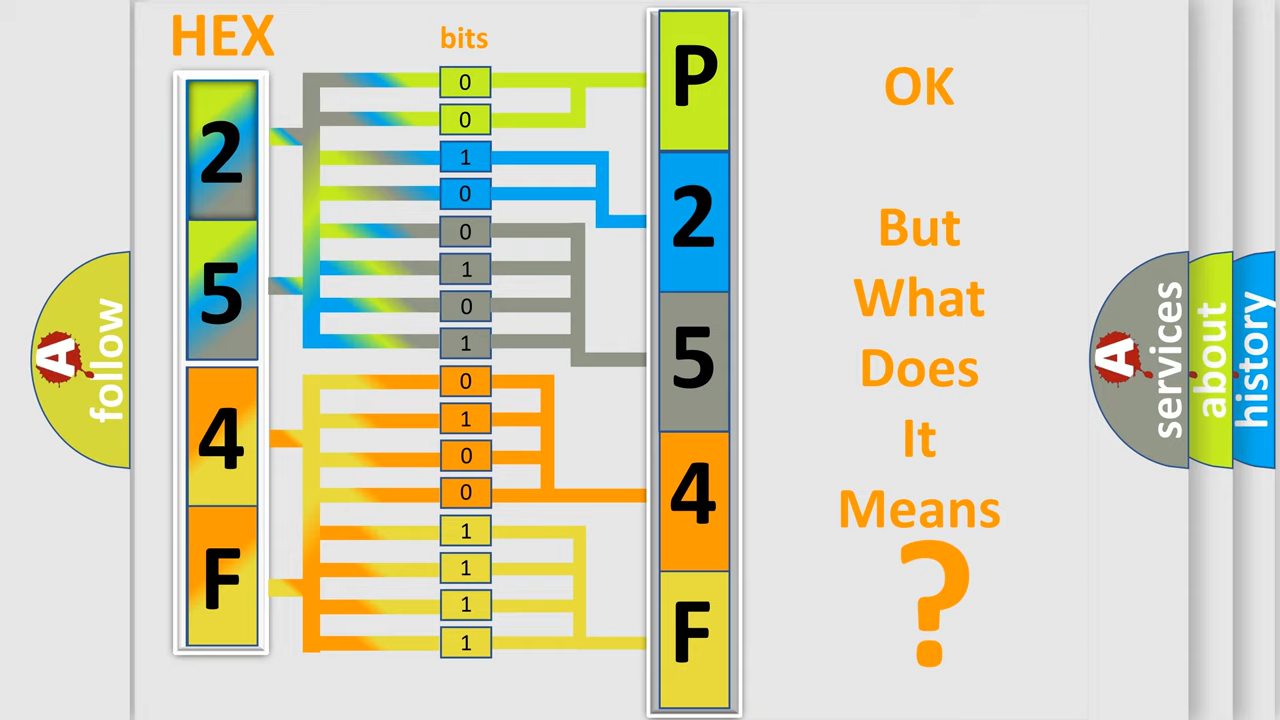 HEX
bits
2
5
4
F
0
0
1
0
0
1
0
1
0
1
0
0
1
1
1
1
P
2
5
4
F
OK
But
What
Does
It
Means
?
A
follow
A
services
about
history